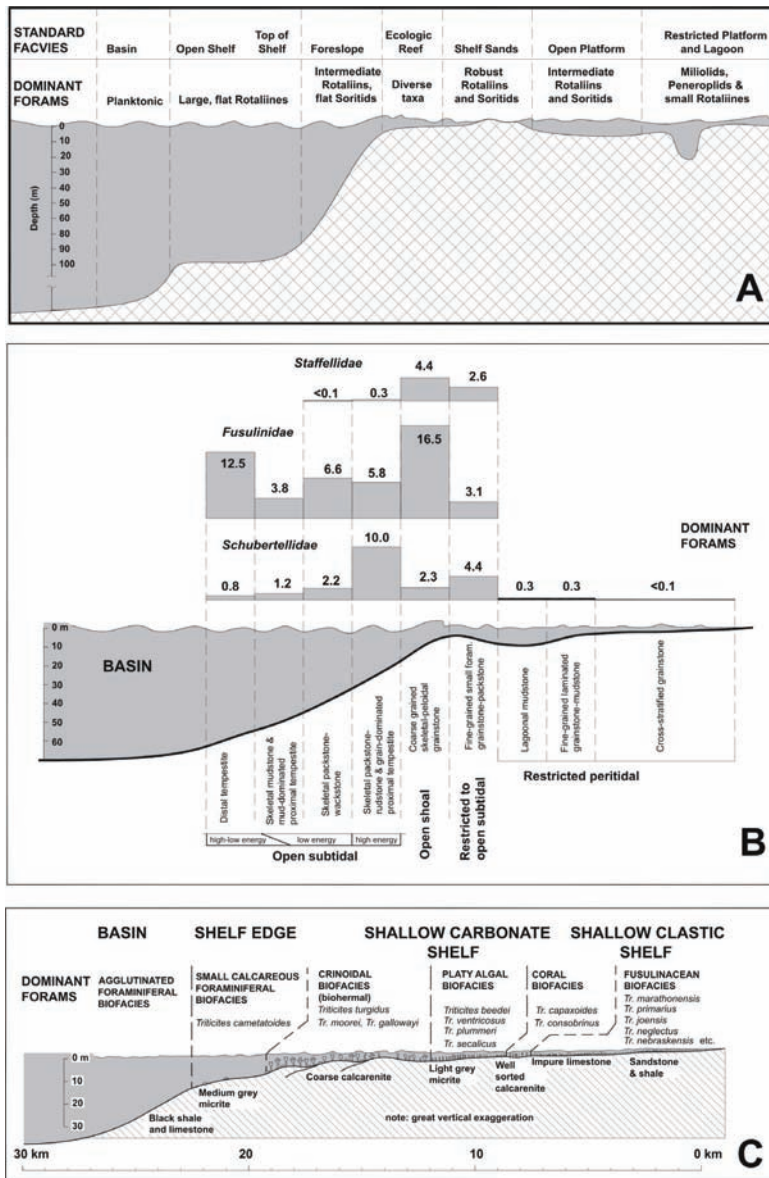 STANDARD FACVIES
Basin
Open Shelf
Top of Shelf
Foreslope
Ecologic Reef
Shelf Sands
Open Platform
Restricted Platform and Lagoon
DOMINANT FORAMS
Planktonic
Large, flat Rotaliines
Intermediate Rotaliins, flat Soritids
Diverse taxa
Robust Rotaliins and Soritids
Intermediate Rotaliins and Soritids
Miliolids, Peneroplids & small Rotaliines
Depth (m)
0
10
20
30
40
50
60
70
80
90
100
A
Staffellidae
<0.1
0.3
4.4
2.6
Fusulinidae
12.5
3.8
6.6
5.8
16.5
3.1
Schubertellidae
0.8
1.2
2.2
10.0
2.3
4.4
0.3
0.3
<0.1
DOMINANT FORAMS
BASIN
0 m
10
20
30
40
50
60
Distal tempestite
Skeletal mudstone & mud-dominated proximal tempestite
Skeletal packstone-wackstone
Skeletal packstone-rudstone & grain-dominated proximal tempestite
Coarse grained skeletal-peloidal grainstone
Fine-grained small foram. grainstone-packstone
Lagoonal mudstone
Fine-grained laminated grainstone-mudstone
Cross-stratified grainstone
high-low energy
low energy
high energy
Open subtidal
Open shoal
Restricted to open subtidal
Restricted peritidal
B
BASIN
SHELF EDGE
SHALLOW CARBONATE SHELF
SHALLOW CLASTIC SHELF
DOMINANT FORAMS
AGGLUTINATED FORAMINIFERAL BIOFACIES
SMALL CALCAREOUS FORAMINIFERAL BIOFACIES
Triticites cametatoides
CRINOIDAL BIOFACIES (biohermal)
Triticites turgidus
Tr. moorei, Tr. gallowayi
PLATY ALGAL BIOFACIES
Triticites beedei
Tr. ventricosus
Tr. plummeri
Tr. secalicus
CORAL BIOFACIES
Tr. capaxoides
Tr. consobrinus
FUSULINACEAN BIOFACIES
Tr. marathonensis
Tr. primarius
Tr. joensis
Tr. neglectus
Tr. nebraskensis etc.
0 m
10
20
30
Black shale and limestone
Medium grey micrite
Coarse calcarenite
Light grey micrite
Well sorted calcarenite
Impure limestone
Sandstone & shale
note: great vertical exaggeration
30 km
20
10
0 km
C